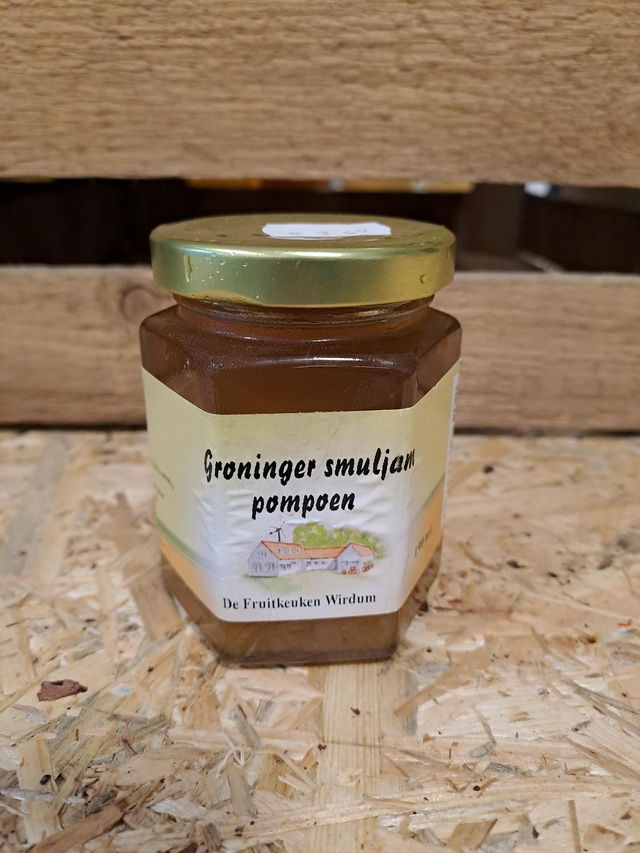 Groninger smuljam
pompoen
De Fruitkeuken Wirdum